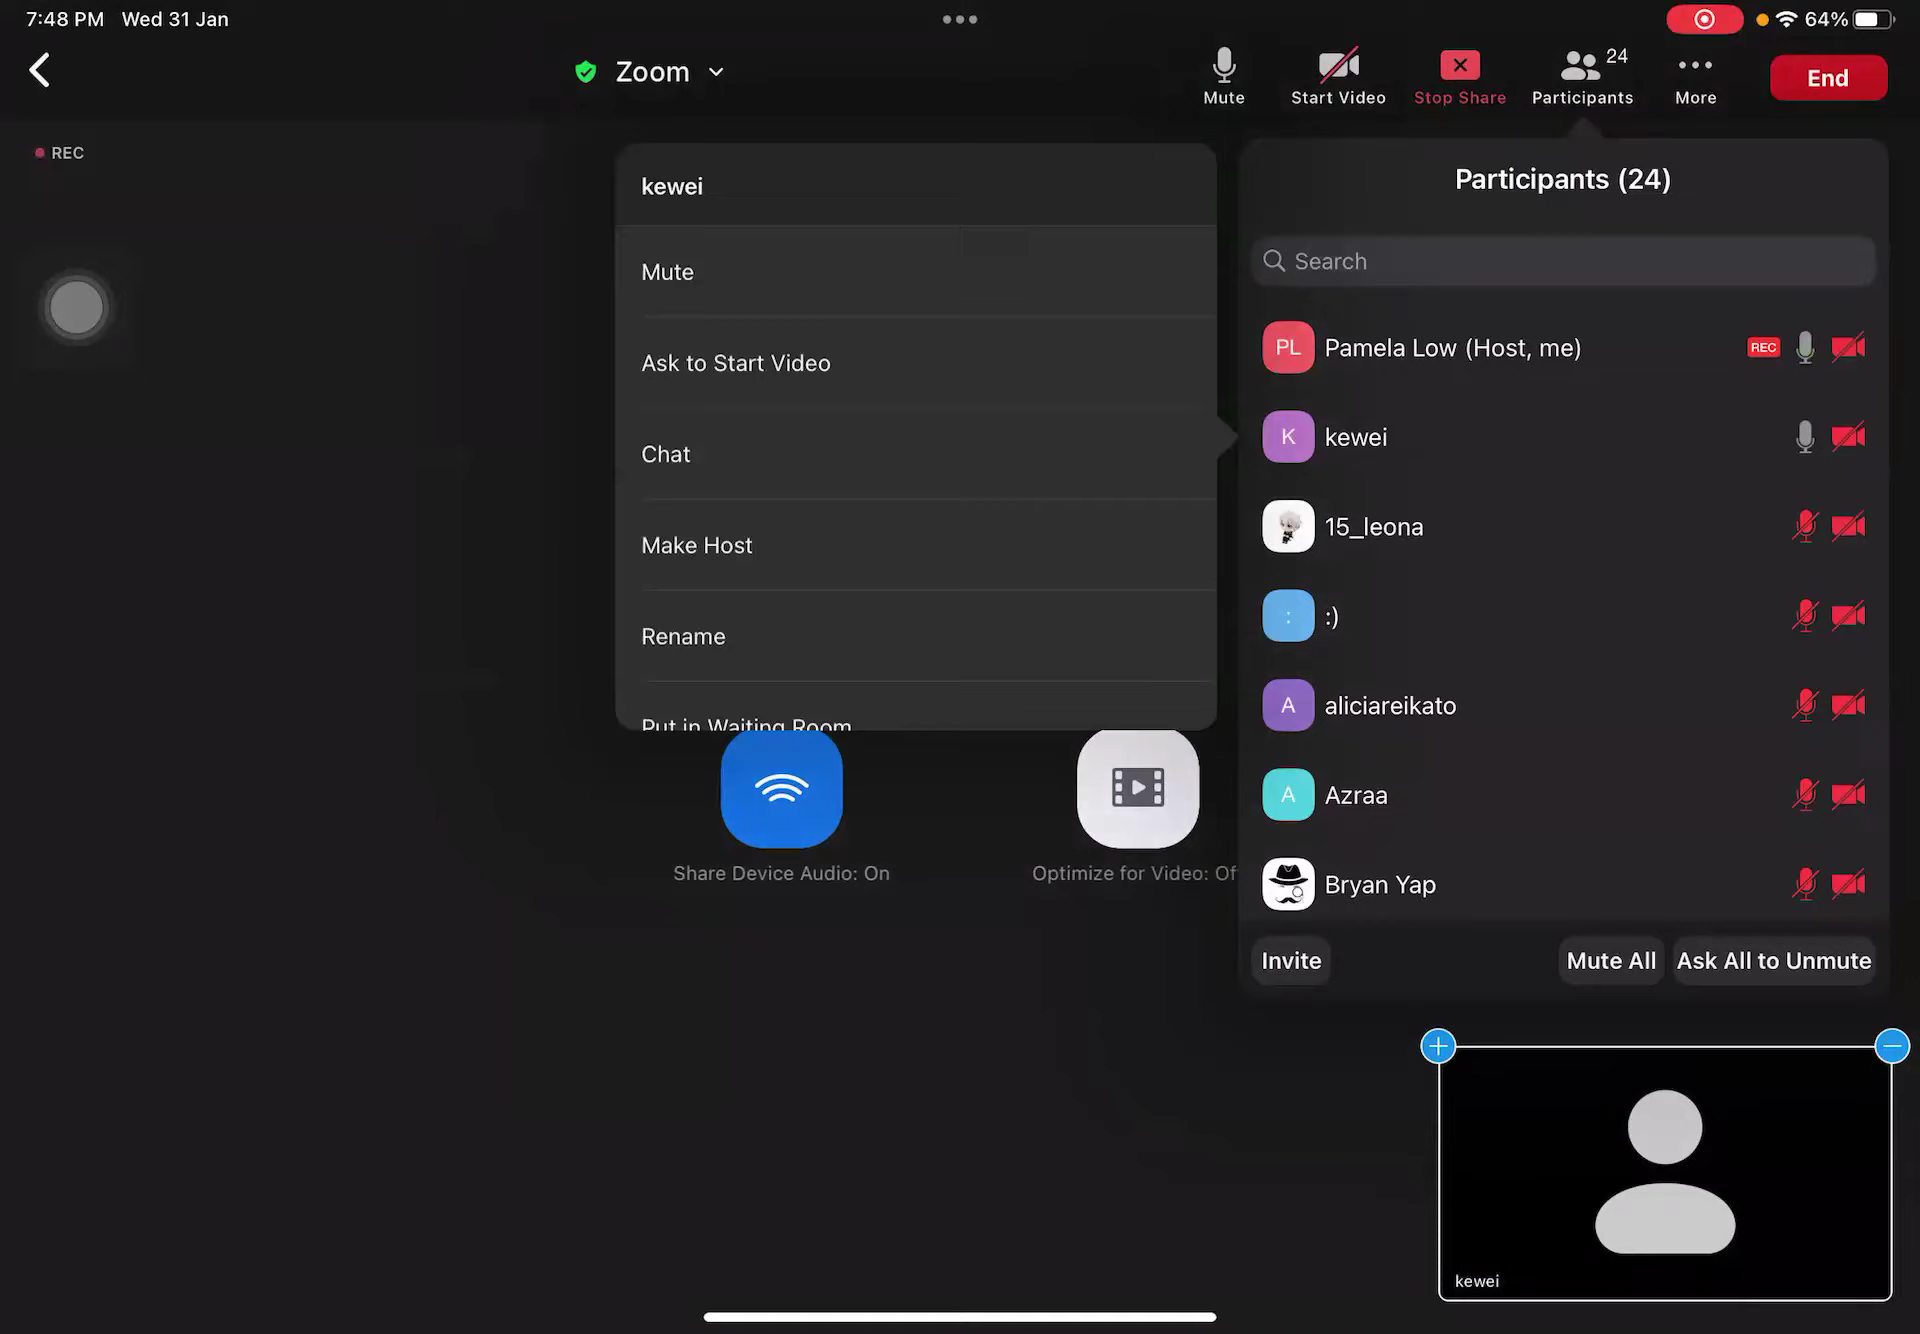 7:48 PM Wed 31 Jan
64%
Zoom
Mute
Start Video
Stop Share
24
Participants
More
End
REC
kewei
Mute
Ask to Start Video
Chat
Make Host
Rename
Put in Waiting Room
Share Device Audio: On
Optimize for Video: Of
Participants (24)
Search
PL Pamela Low (Host, me) REC
K kewei
15_leona
: :)
A aliciareikato
A Azraa
Bryan Yap
Invite
Mute All
Ask All to Unmute
kewei